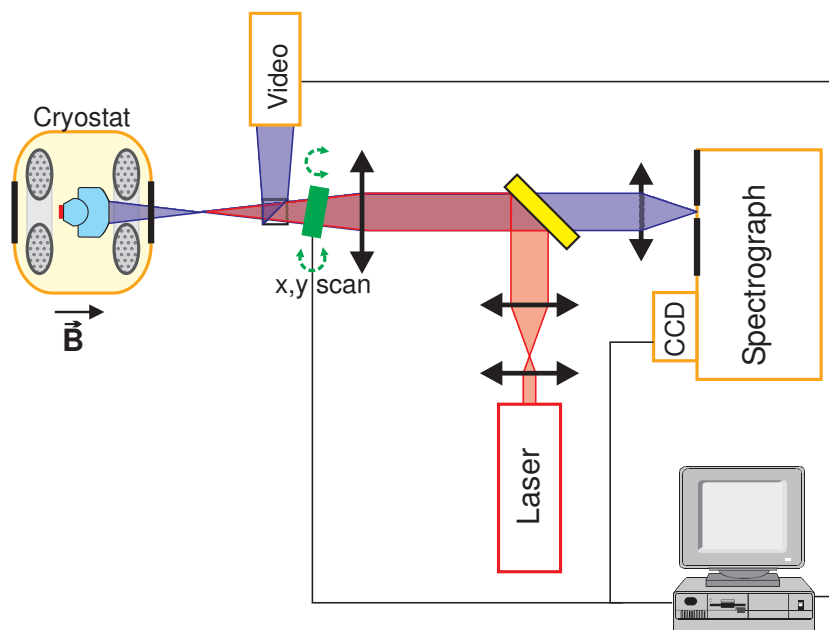 Video
Cryostat
x,y scan
B
CCD
Spectrograph
Laser